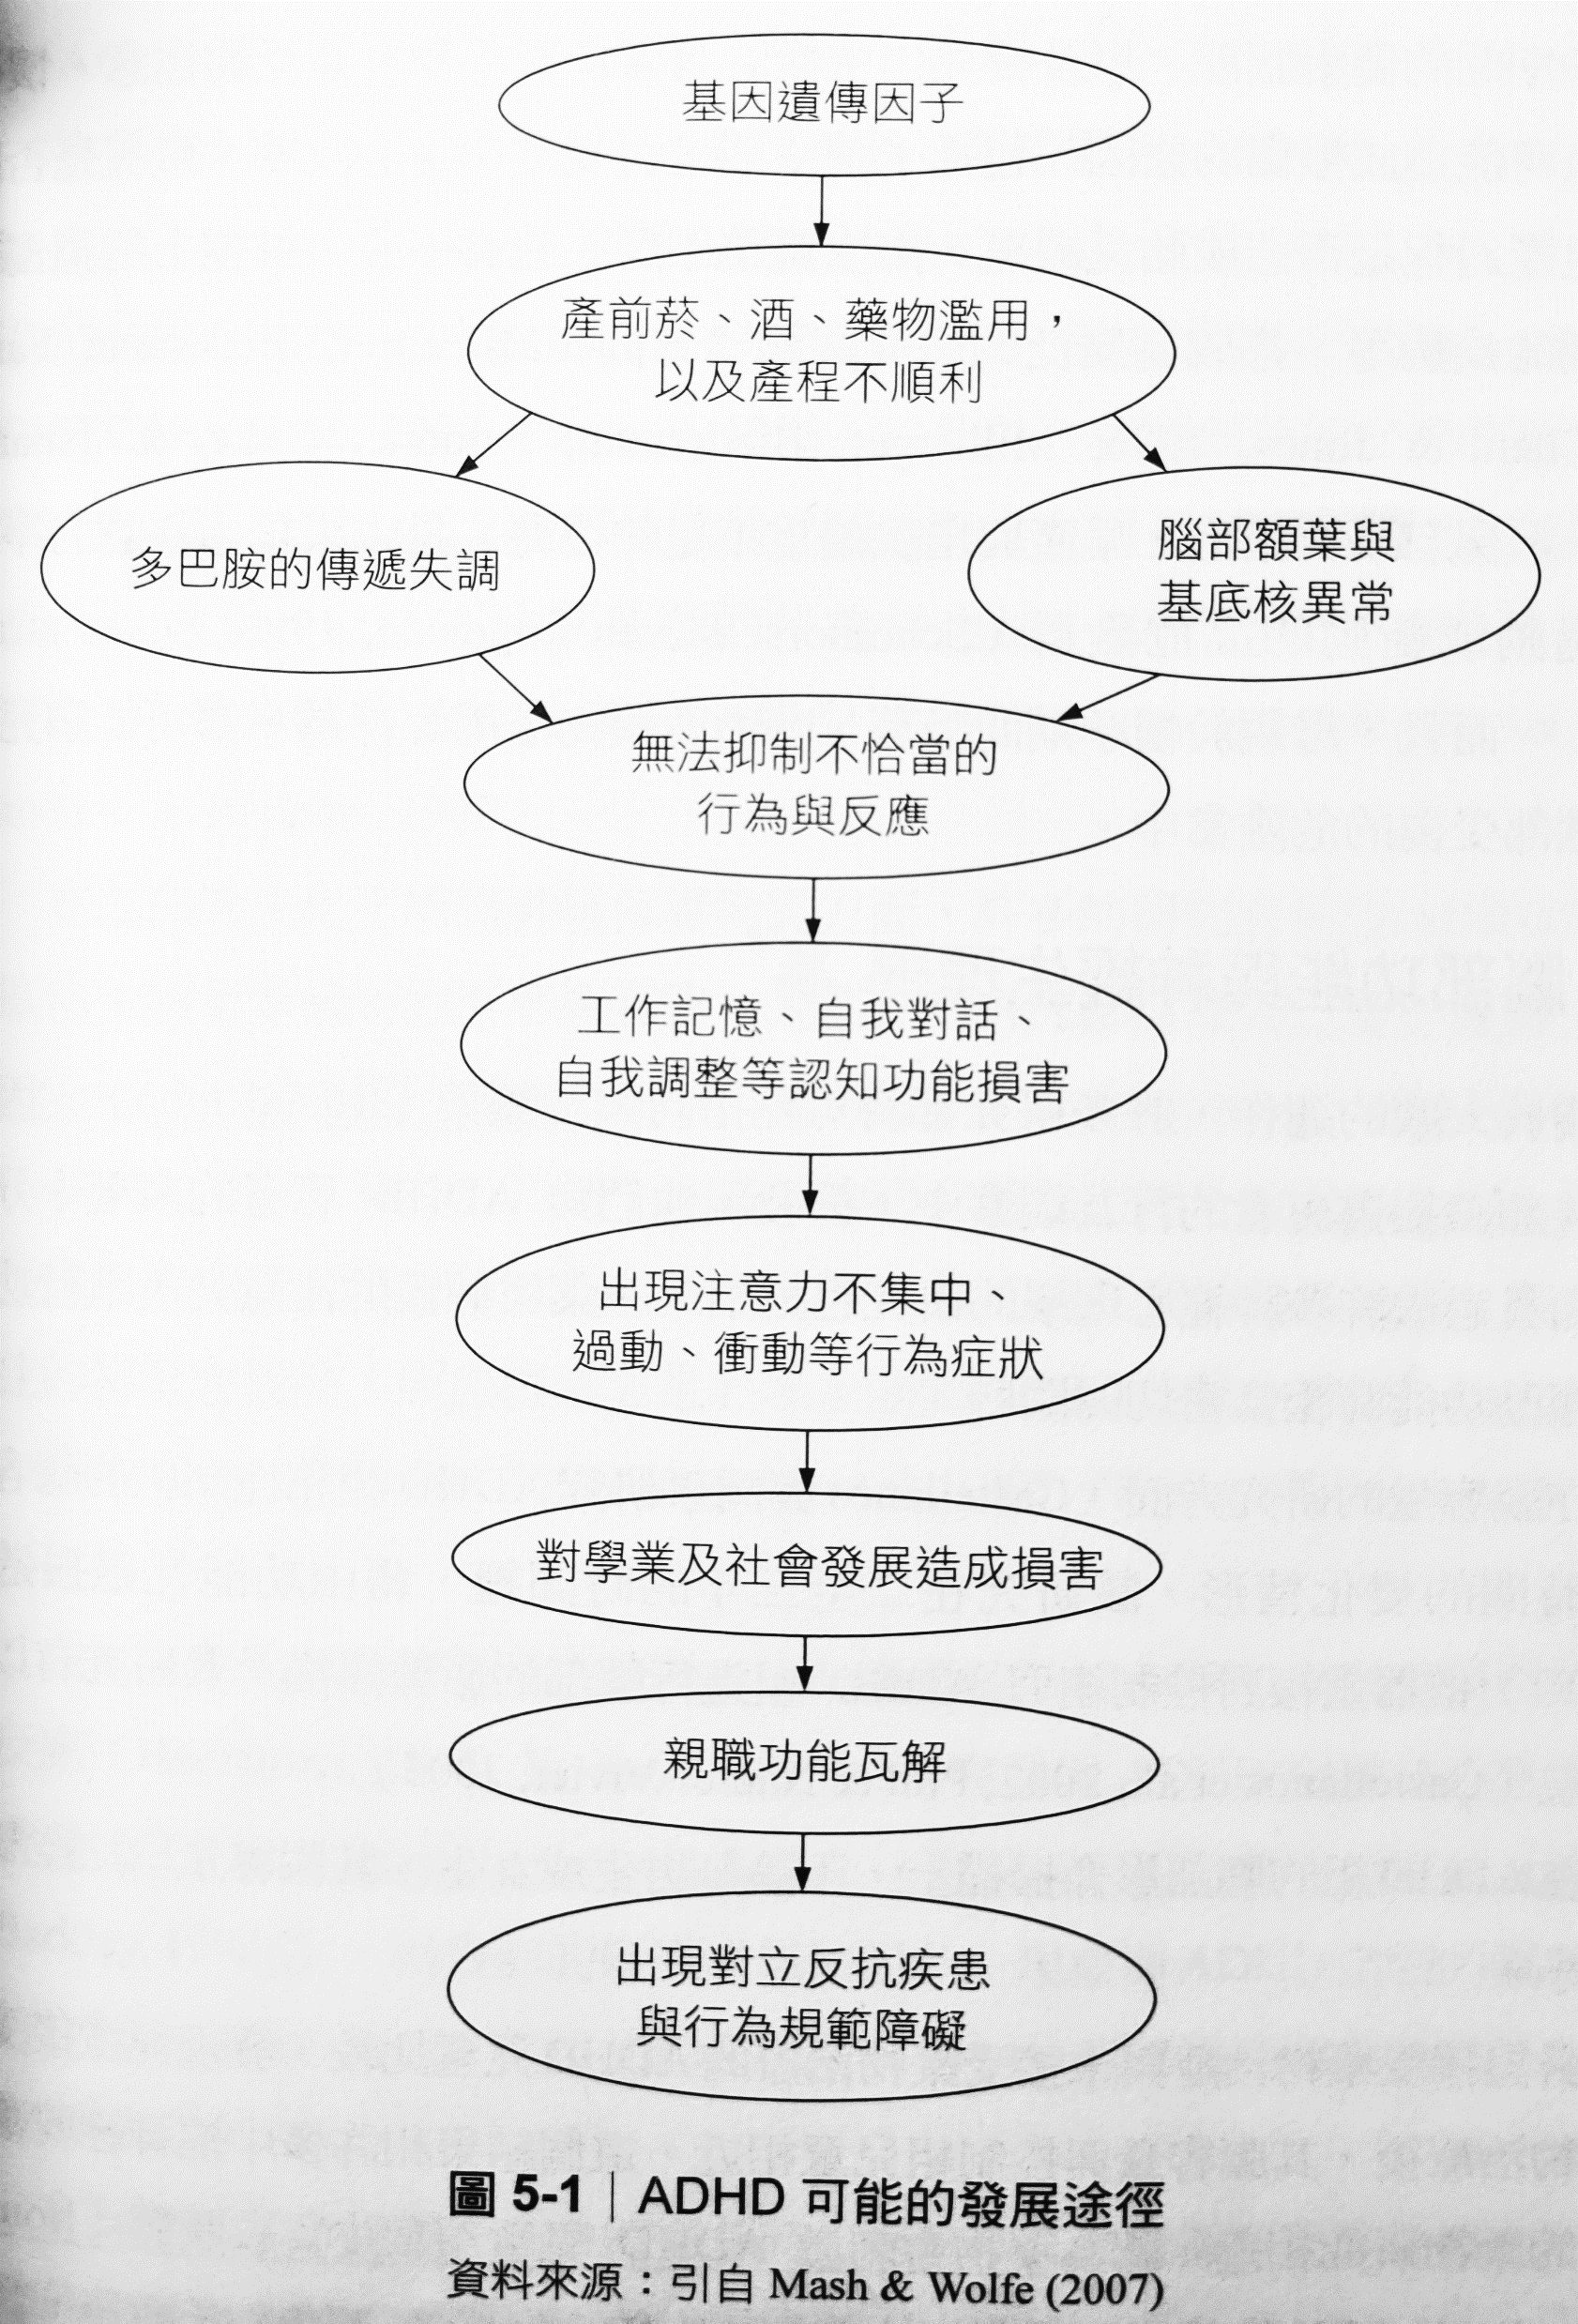 基因遺傳因子
產前菸、酒、藥物濫用，
以及產程不順利
多巴胺的傳遞失調
腦部額葉與
基底核異常
無法抑制不恰當的
行為與反應
工作記憶、自我對話、
自我調整等認知功能損害
出現注意力不集中、
過動、衝動等行為症狀
對學業及社會發展造成損害
親職功能瓦解
出現對立反抗疾患
與行為規範障礙
圖 5-1｜ADHD 可能的發展途徑
資料來源：引自 Mash & Wolfe (2007)